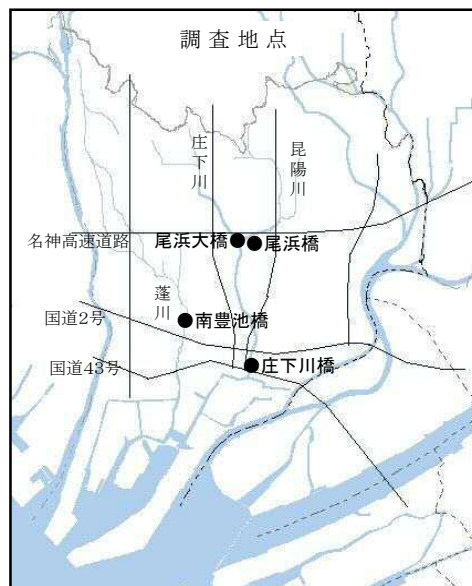 調査地点
庄下川
昆陽川
名神高速道路
尾浜大橋
尾浜橋
蓬川
国道2号
南豊池橋
国道43号
庄下川橋